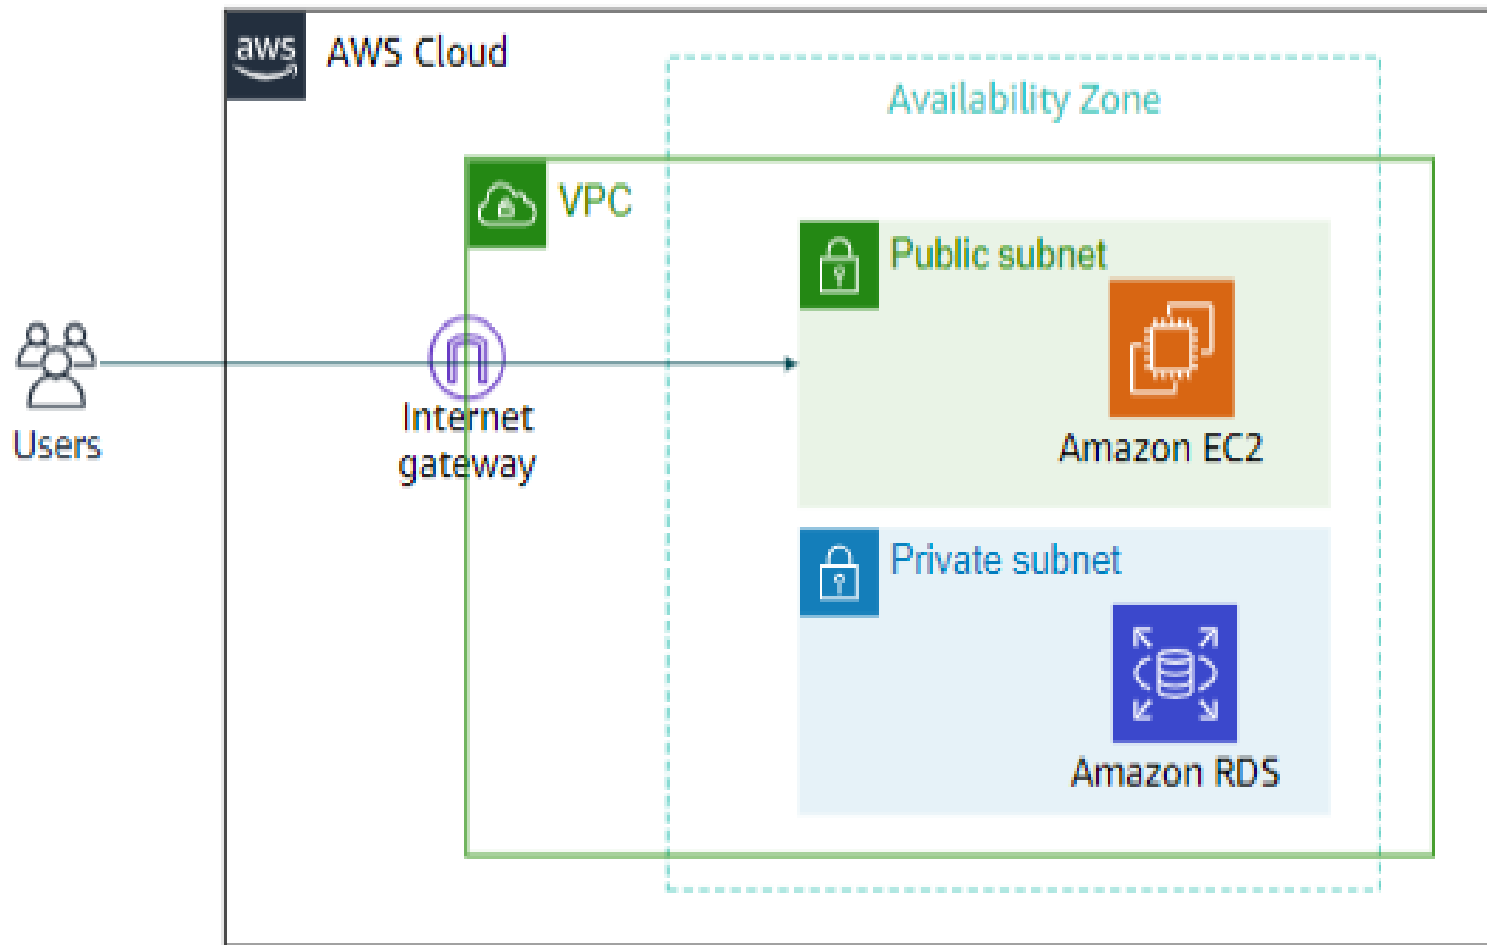 aws
AWS Cloud
Availability Zone
VPC
Public subnet
Amazon EC2
Users
Internet
gateway
Private subnet
Amazon RDS